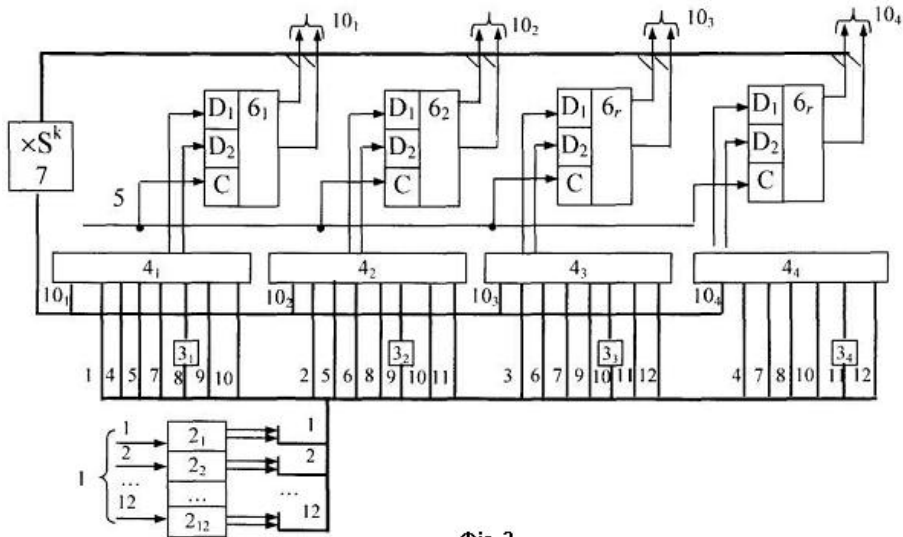 10₁ 10₂ 10₃ 10₄
D₁ 6₁ D₁ 6₂ D₁ 6ᵣ D₁ 6ᵣ
×Sᵏ D₂ D₂ D₂ D₂
7 C C C C
5
4₁ 4₂ 4₃ 4₄
10₁ 10₂ 10₃ 10₄
3₁ 3₂ 3₃ 3₄
1 4 5 7 8 9 10 2 5 6 8 9 10 11 3 6 7 9 10 11 12 4 7 8 10 11 12
1 2₁ 1
2 2₂ 2
1 ... ... ...
12 2₁₂ 12
Фіг. 2